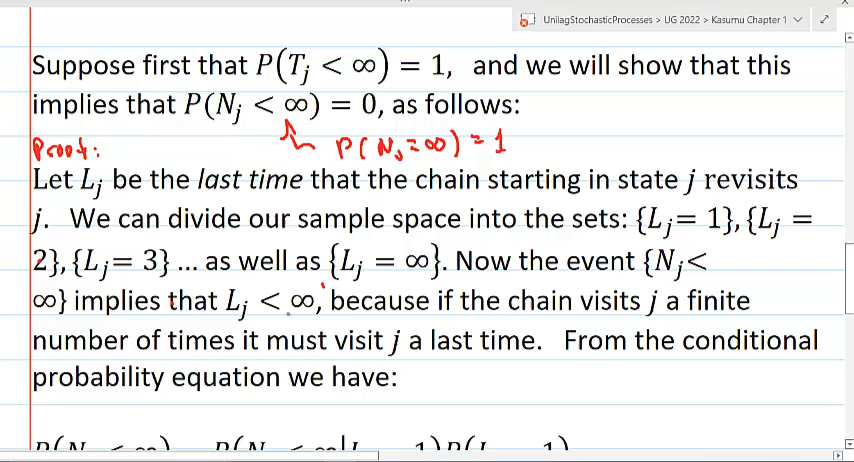 UnilagStochasticProcesses > UG 2022 > Kasumu Chapter 1
Suppose first that P(T_j < ∞) = 1, and we will show that this
implies that P(N_j < ∞) = 0, as follows:
Proof: P(N_j = ∞) = 1
Let L_j be the last time that the chain starting in state j revisits
j. We can divide our sample space into the sets: {L_j= 1}, {L_j =
2}, {L_j= 3} ... as well as {L_j = ∞}. Now the event {N_j<
∞} implies that L_j < ∞, because if the chain visits j a finite
number of times it must visit j a last time. From the conditional
probability equation we have: